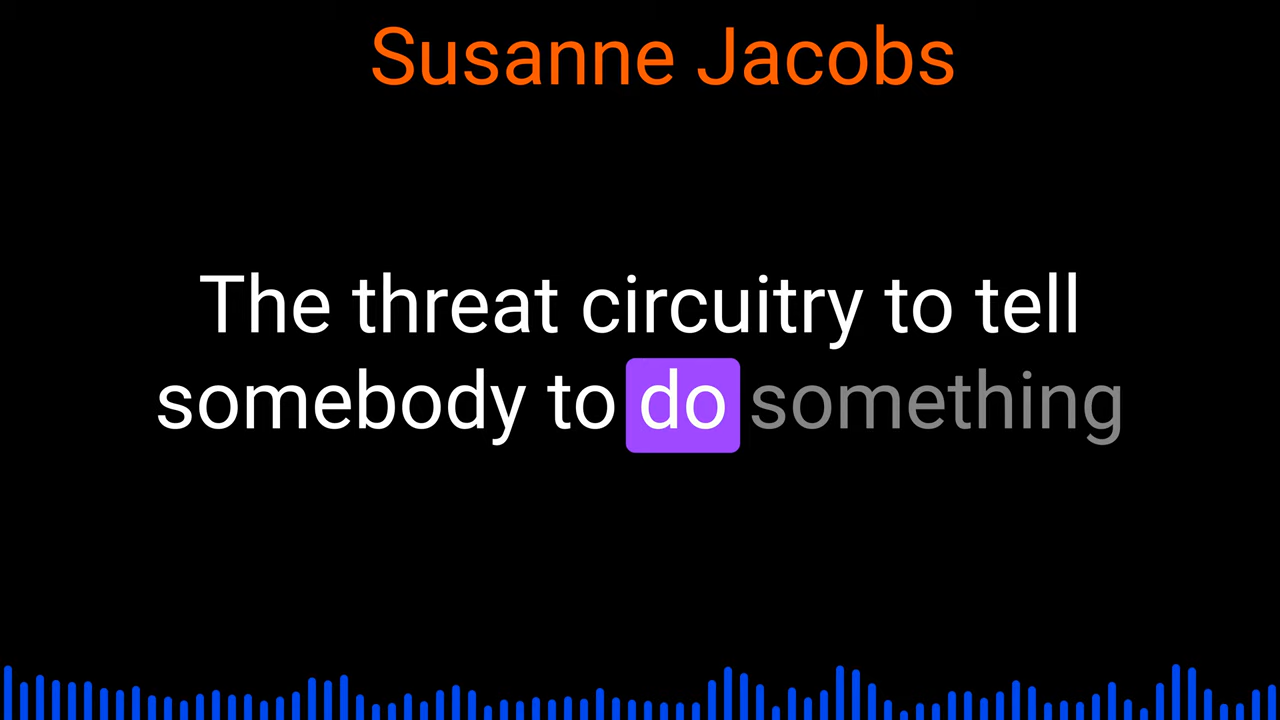 Susanne Jacobs
The threat circuitry to tell
somebody to do something